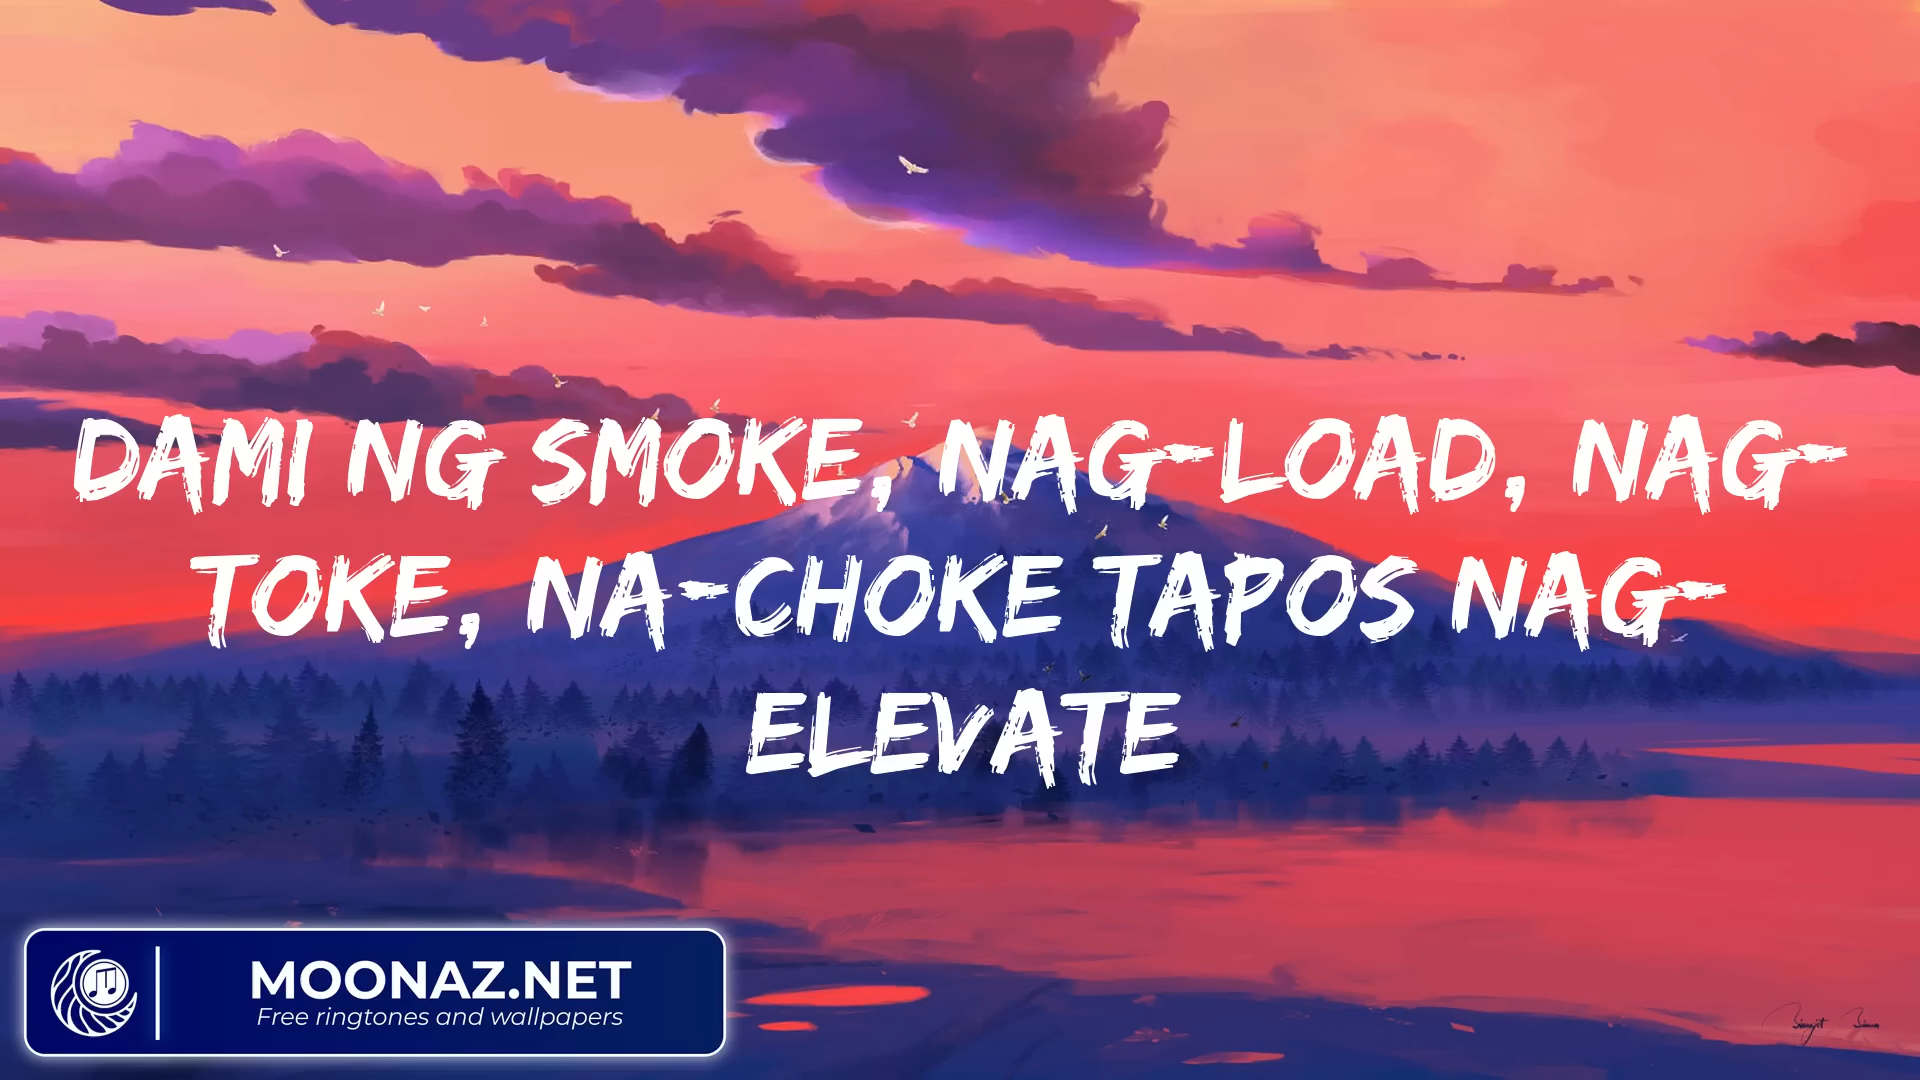 DAMI NG SMOKE, NAG-LOAD, NAG-
TOKE, NA-CHOKE TAPOS NAG-
ELEVATE
MOONAZ.NET
Free ringtones and wallpapers